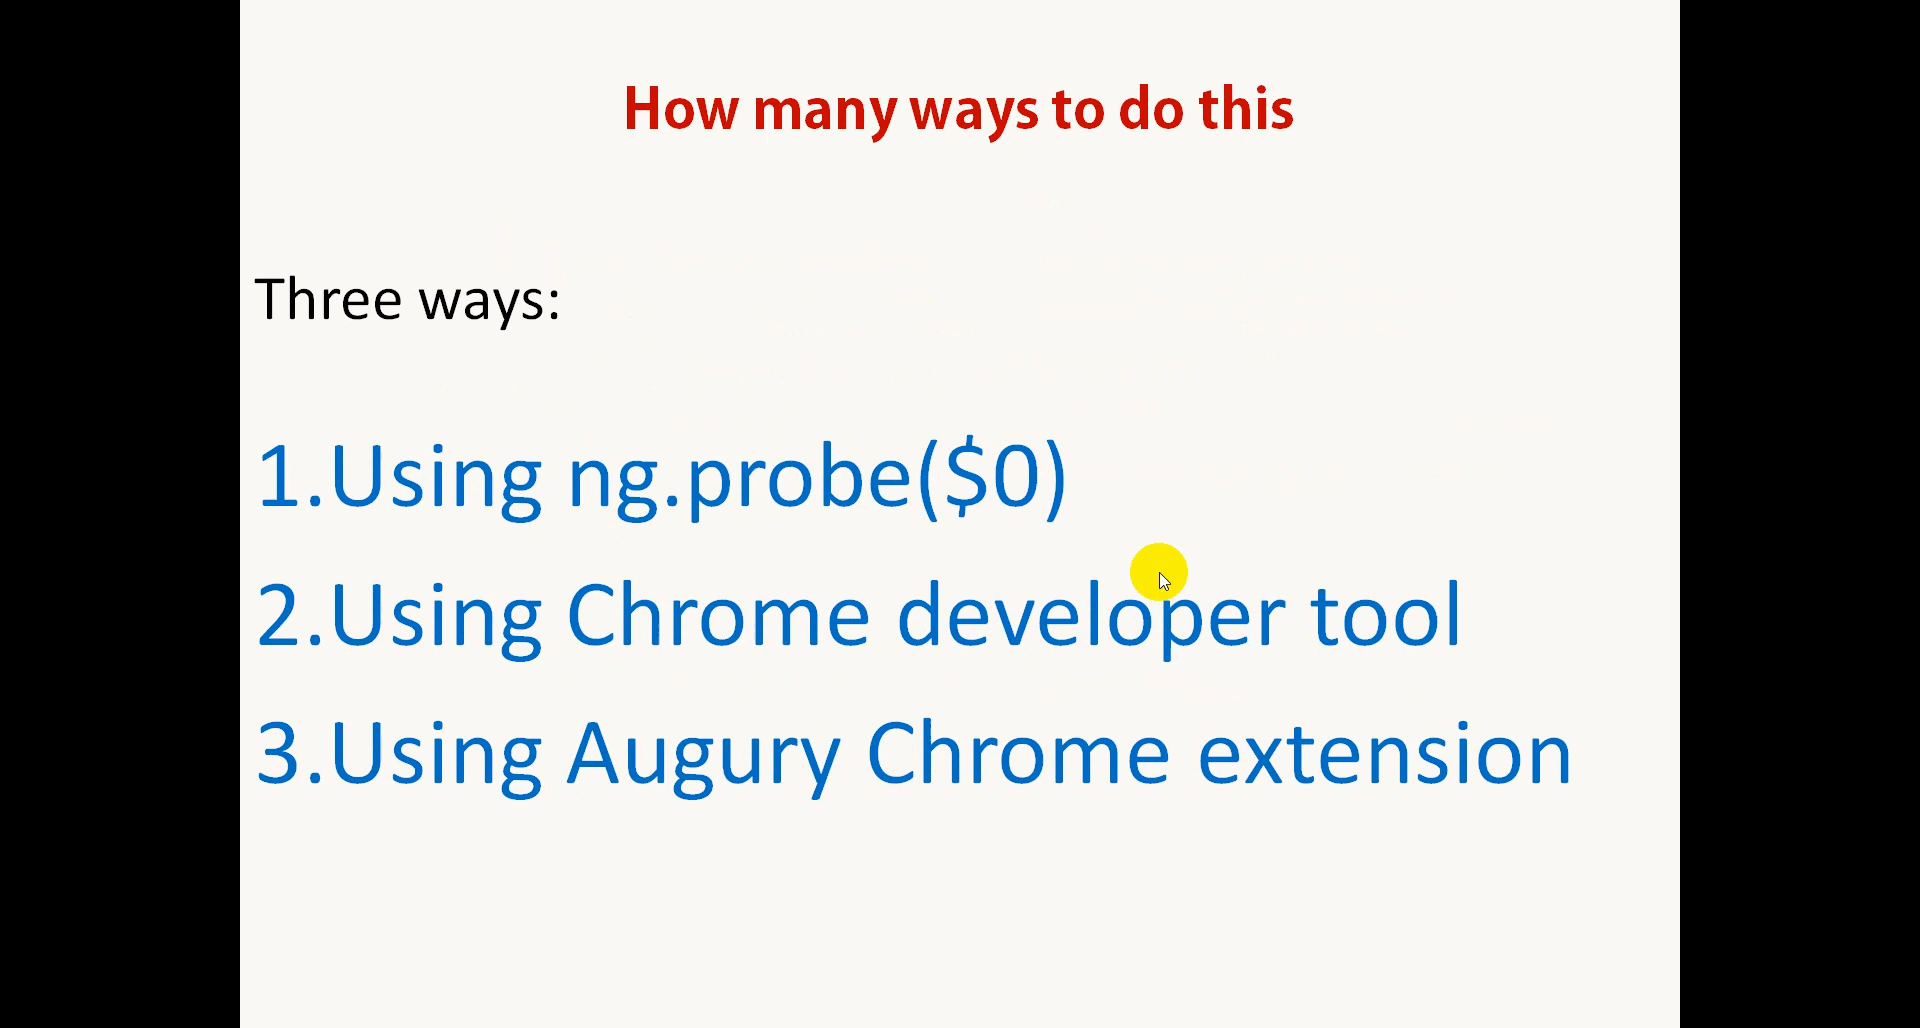 How many ways to do this
Three ways:
1.Using ng.probe($0)
2.Using Chrome developer tool
3.Using Augury Chrome extension